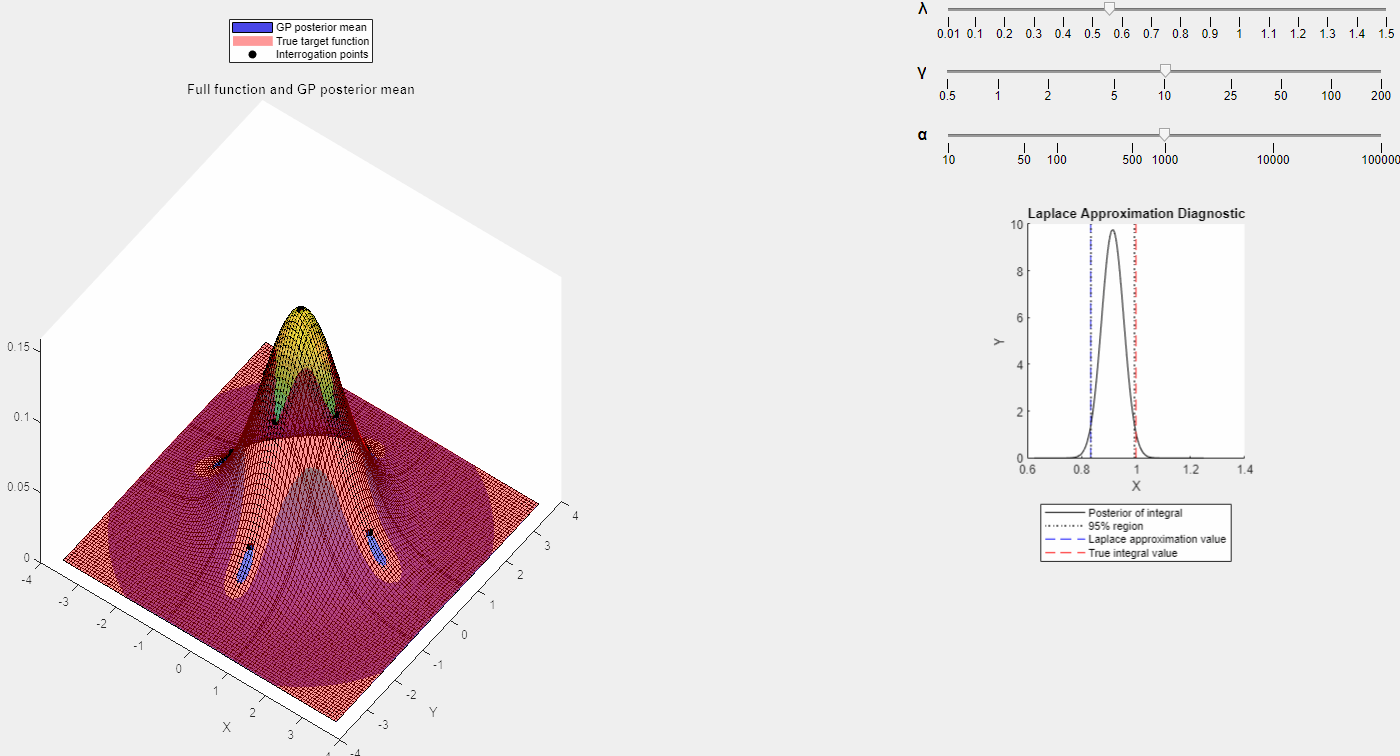 GP posterior mean
True target function
Interrogation points
Full function and GP posterior mean
0.15
0.1
0.05
0
-4
-3
-2
-1
0
1
2
3
X
-4
-3
-2
-1
0
1
2
3
4
Y
λ
0.01 0.1 0.2 0.3 0.4 0.5 0.6 0.7 0.8 0.9 1 1.1 1.2 1.3 1.4 1.5
γ
0.5 1 2 5 10 25 50 100 200
α
10 50 100 500 1000 10000 100000
Laplace Approximation Diagnostic
10
8
6
4
2
0
Y
0.6 0.8 1 1.2 1.4
X
Posterior of integral
95% region
Laplace approximation value
True integral value